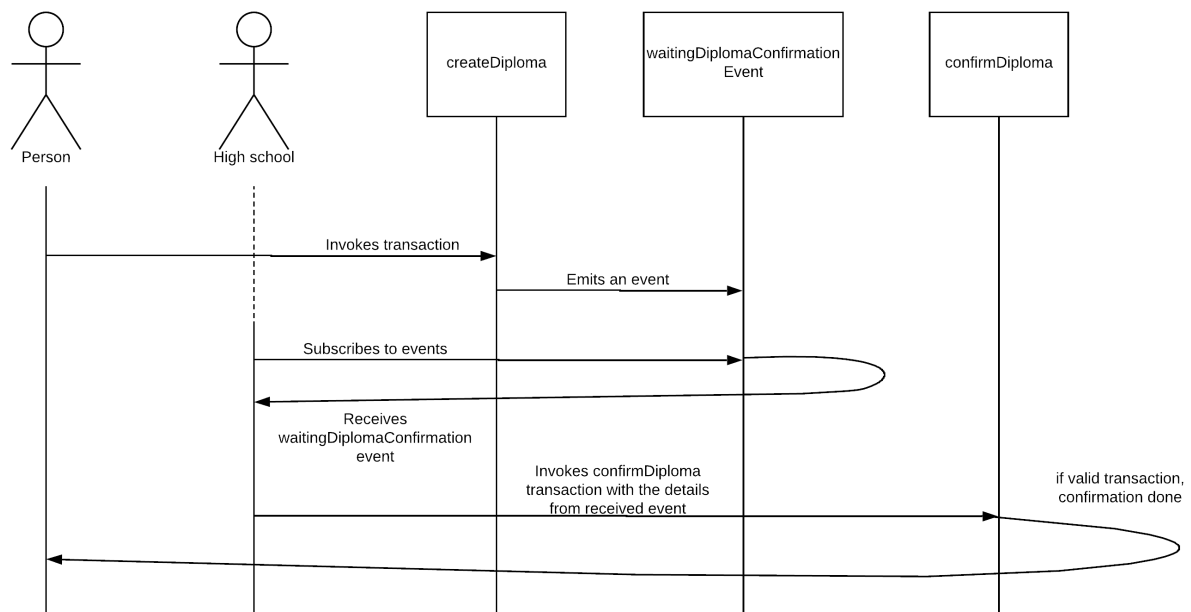 createDiploma
waitingDiplomaConfirmation
Event
confirmDiploma
Person
High school
Invokes transaction
Emits an event
Subscribes to events
Receives
waitingDiplomaConfirmation
event
Invokes confirmDiploma
transaction with the details
from received event
if valid transaction,
confirmation done